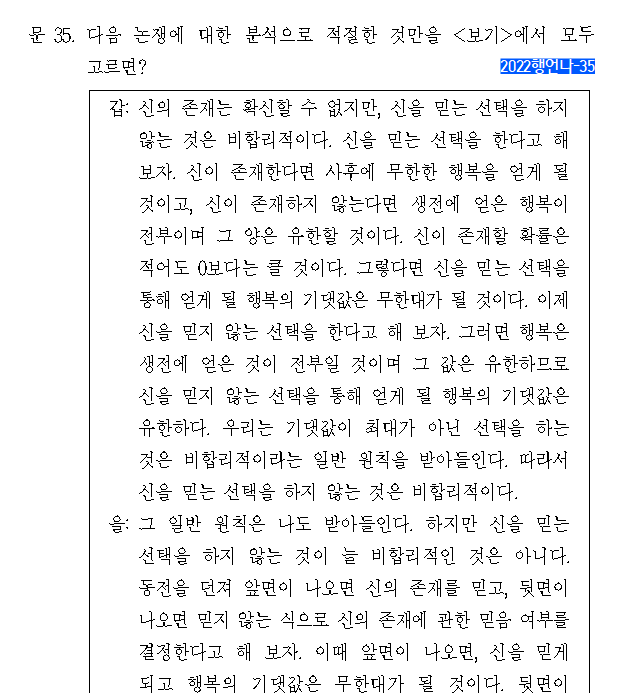 문 35. 다음 논쟁에 대한 분석으로 적절한 것만을 <보기>에서 모두
고르면?
2022행언나-35
갑: 신의 존재는 확신할 수 없지만, 신을 믿는 선택을 하지
않는 것은 비합리적이다. 신을 믿는 선택을 한다고 해
보자. 신이 존재한다면 사후에 무한한 행복을 얻게 될
것이고, 신이 존재하지 않는다면 생전에 얻은 행복이
전부이며 그 양은 유한할 것이다. 신이 존재할 확률은
적어도 0보다는 클 것이다. 그렇다면 신을 믿는 선택을
통해 얻게 될 행복의 기댓값은 무한대가 될 것이다. 이제
신을 믿지 않는 선택을 한다고 해 보자. 그러면 행복은
생전에 얻은 것이 전부일 것이며 그 값은 유한하므로
신을 믿지 않는 선택을 통해 얻게 될 행복의 기댓값은
유한하다. 우리는 기댓값이 최대가 아닌 선택을 하는
것은 비합리적이라는 일반 원칙을 받아들인다. 따라서
신을 믿는 선택을 하지 않는 것은 비합리적이다.
을: 그 일반 원칙은 나도 받아들인다. 하지만 신을 믿는
선택을 하지 않는 것이 늘 비합리적인 것은 아니다.
동전을 던져 앞면이 나오면 신의 존재를 믿고, 뒷면이
나오면 믿지 않는 식으로 신의 존재에 관한 믿음 여부를
결정한다고 해 보자. 이때 앞면이 나오면, 신을 믿게
되고 행복의 기댓값은 무한대가 될 것이다. 뒷면이